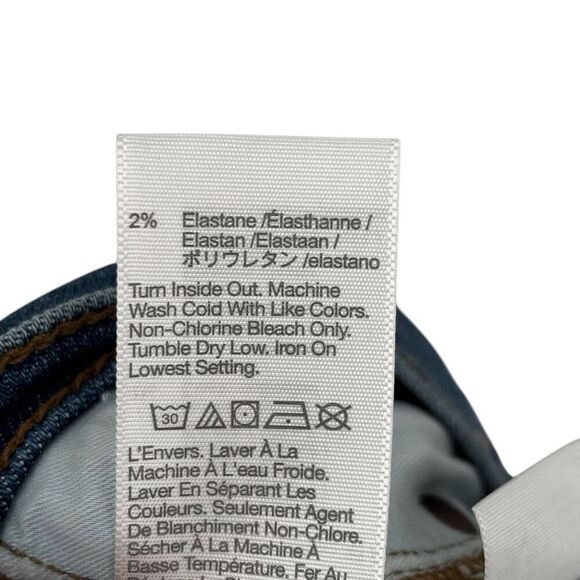 2% Elastane /Élasthanne /
Elastan /Elastaan /
ポリウレタン /elastano
Turn Inside Out. Machine
Wash Cold With Like Colors.
Non-Chlorine Bleach Only.
Tumble Dry Low. Iron On
Lowest Setting.
30
L'Envers. Laver À La
Machine À L'eau Froide.
Laver En Séparant Les
Couleurs. Seulement Agent
De Blanchiment Non-Chlore.
Sécher À La Machine À
Basse Température. Fer Au